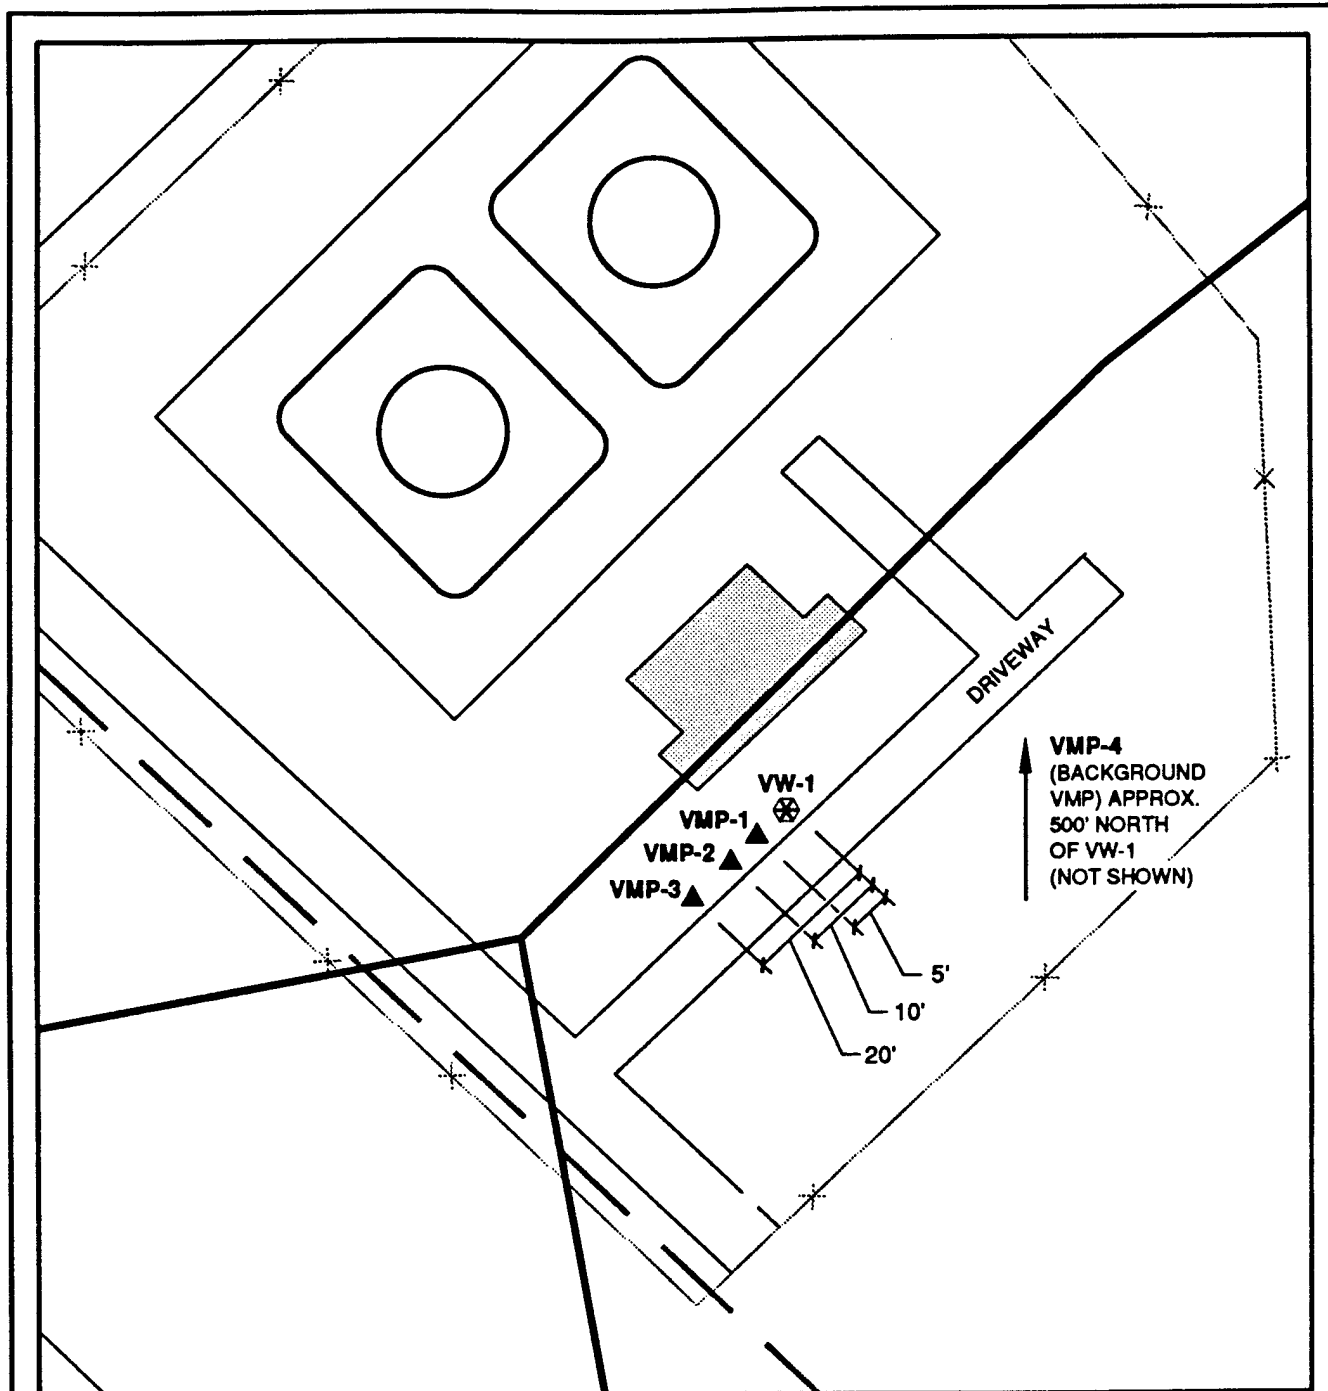 DRIVEWAY
VMP-4
(BACKGROUND
VMP) APPROX.
500' NORTH
OF VW-1
(NOT SHOWN)
VW-1
VMP-1
VMP-2
VMP-3
5'
10'
20'